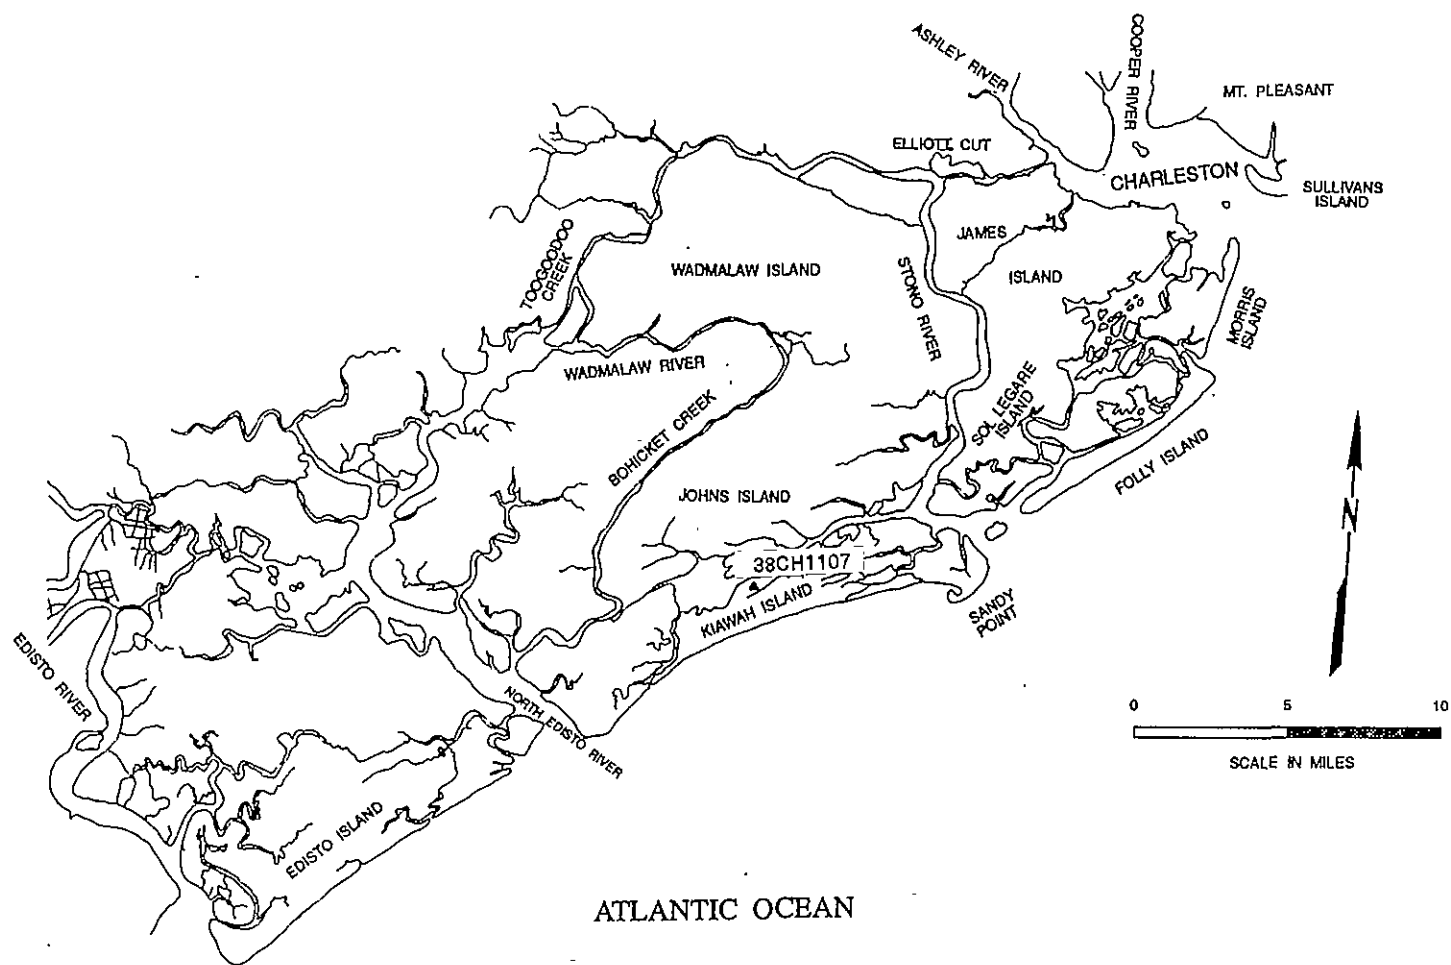 ASHLEY RIVER
COOPER RIVER
MT. PLEASANT
ELLIOTT CUT
CHARLESTON
SULLIVANS
ISLAND
TOOGOODOO
CREEK
WADMALAW ISLAND
JAMES
ISLAND
STONO RIVER
MORRIS
ISLAND
WADMALAW RIVER
BOHICKET CREEK
SOL LEGARE
ISLAND
FOLLY ISLAND
JOHNS ISLAND
38CH1107
KIAWAH ISLAND
SANDY
POINT
N
EDISTO RIVER
NORTH EDISTO RIVER
0 5 10
SCALE IN MILES
EDISTO ISLAND
ATLANTIC OCEAN